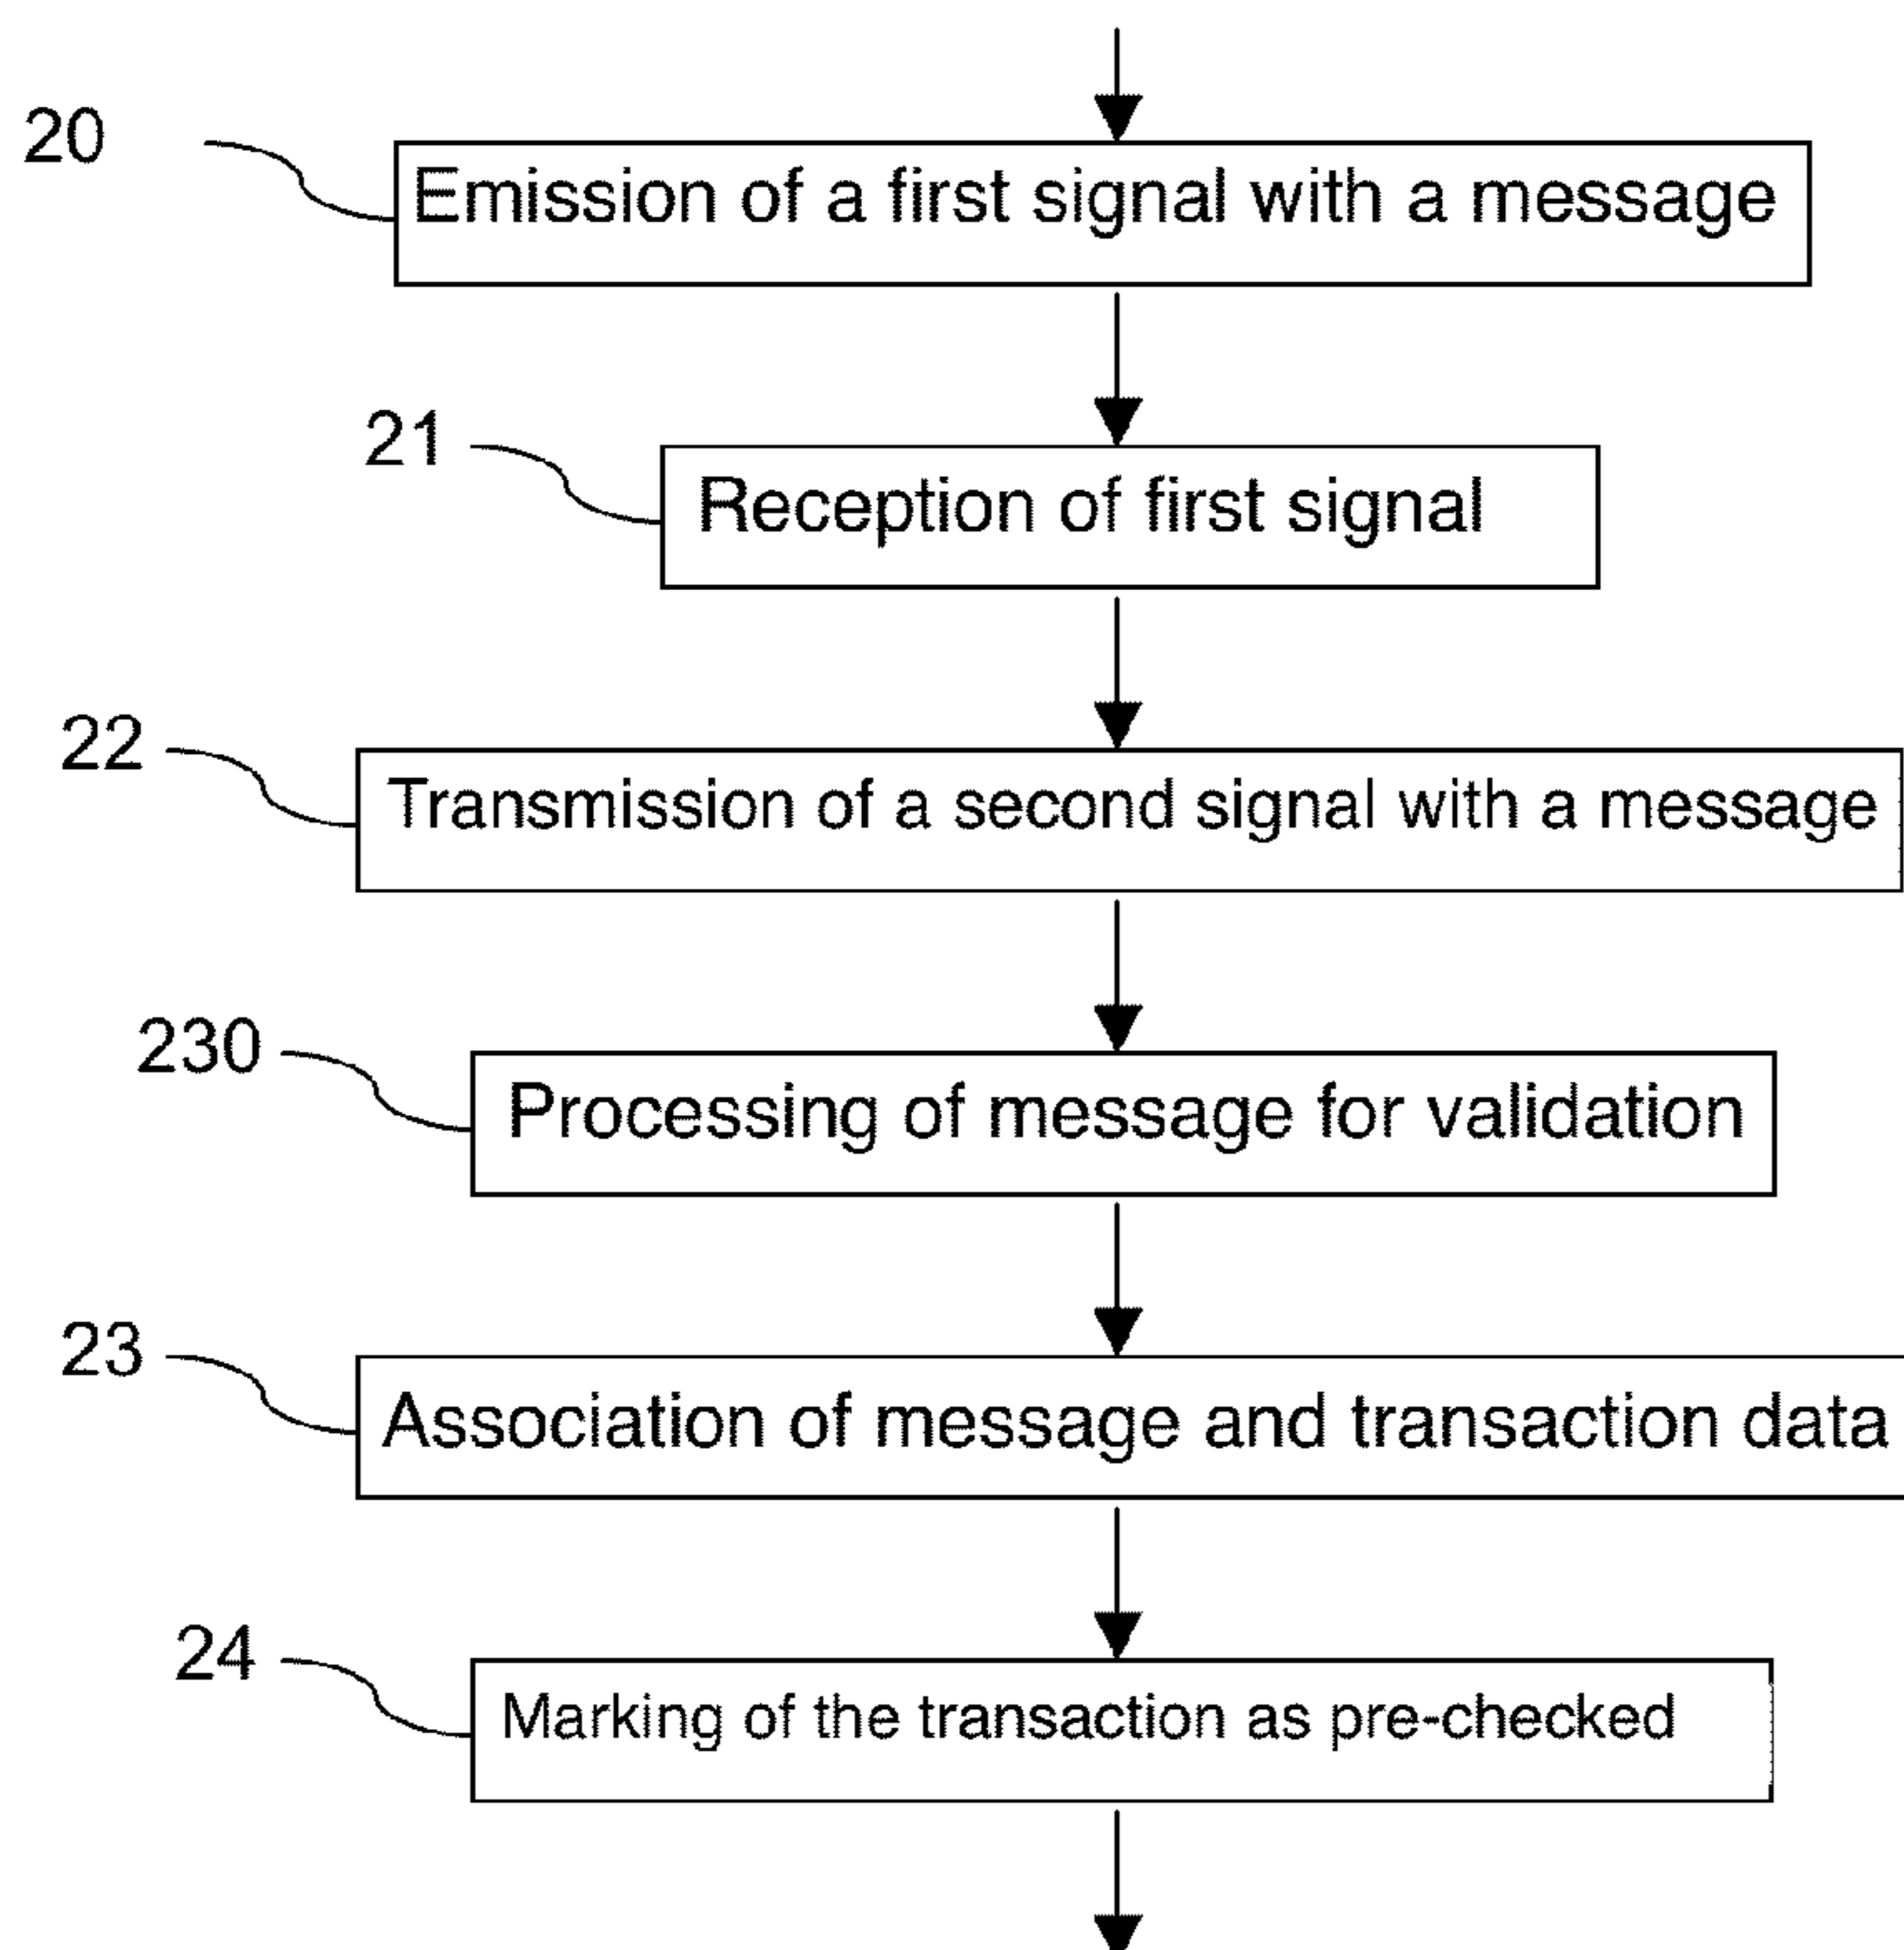 20
Emission of a first signal with a message
21
Reception of first signal
22
Transmission of a second signal with a message
230
Processing of message for validation
23
Association of message and transaction data
24
Marking of the transaction as pre-checked